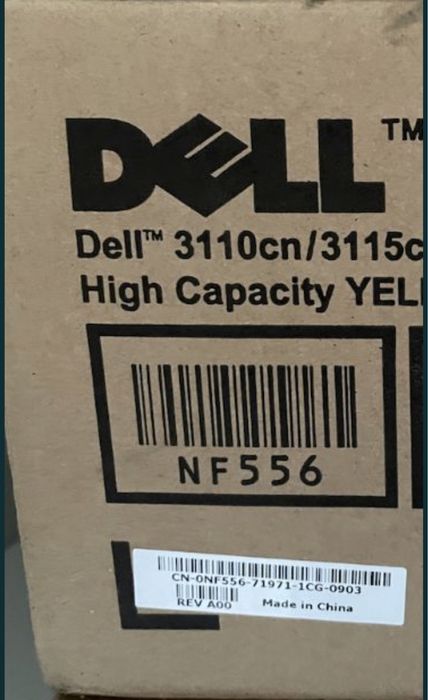 DELL™
Dell™ 3110cn/3115c
High Capacity YEL
NF556
CN-0NF556-71971-1CG-0903
REV A00 Made in China